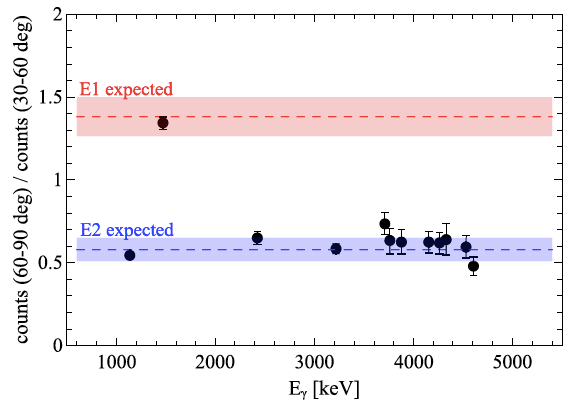 counts (60-90 deg) / counts (30-60 deg)
2
1.5
1
0.5
0
E1 expected
E2 expected
1000 2000 3000 4000 5000
Eγ [keV]